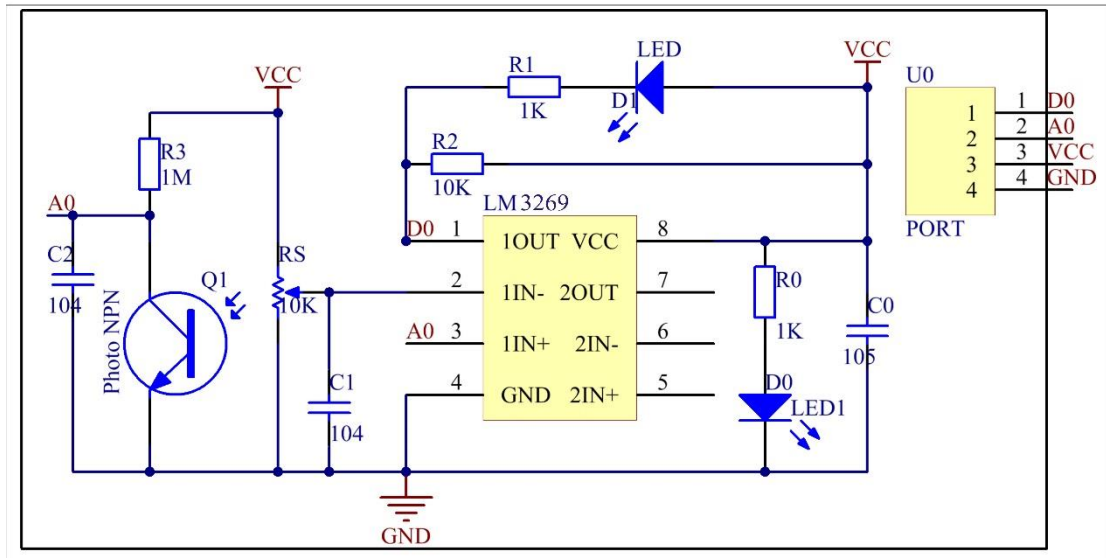 VCC
R3
1M
A0
C2
104
Photo NPN
Q1
RS
10K
C1
104
GND
R1
1K
D1
LED
R2
10K
VCC
LM3269
D0 1 1OUT VCC 8
2 1IN- 2OUT 7
A0 3 1IN+ 2IN- 6
4 GND 2IN+ 5
R0
1K
D0
LED1
C0
105
U0
1 1 D0
2 2 A0
3 3 VCC
4 4 GND
PORT